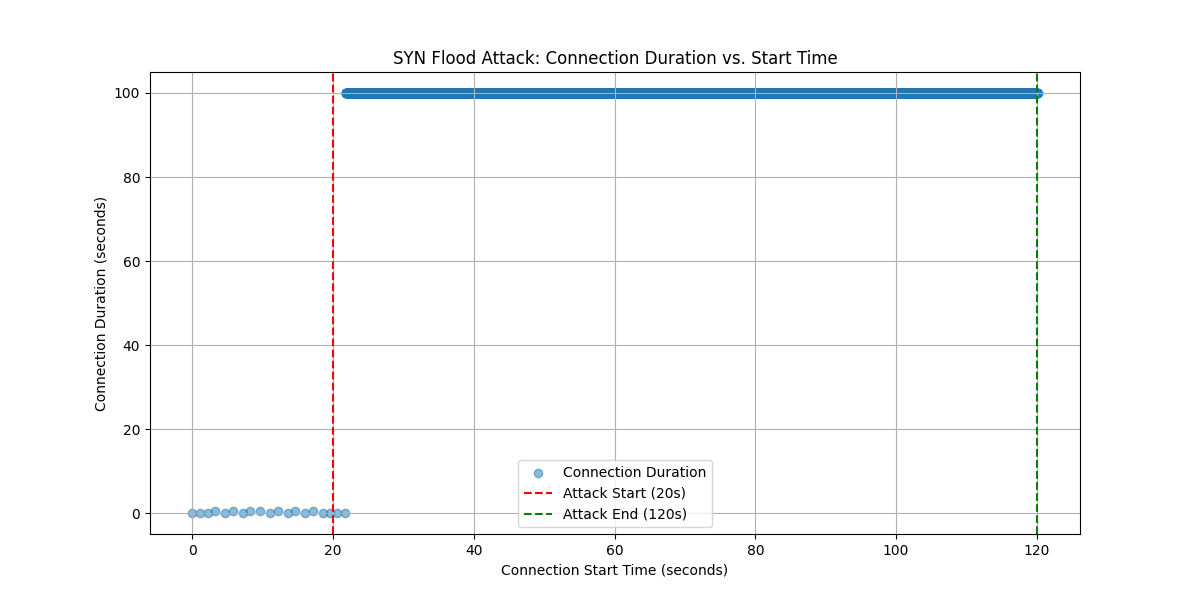 SYN Flood Attack: Connection Duration vs. Start Time
100
80
60
40
20
0
Connection Duration (seconds)
Connection Duration
Attack Start (20s)
Attack End (120s)
0 20 40 60 80 100 120
Connection Start Time (seconds)